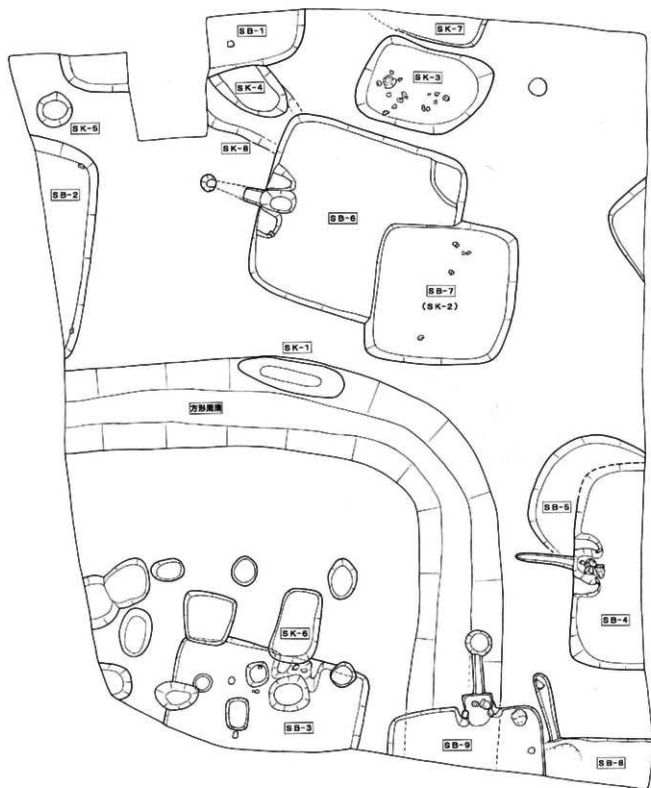 SB-1
SK-7
SK-3
SK-4
SK-5
SK-8
SB-2
SB-6
SB-7
(SK-2)
SK-1
方形周溝
SB-5
SB-4
SK-6
SB-3
SB-9
SB-8